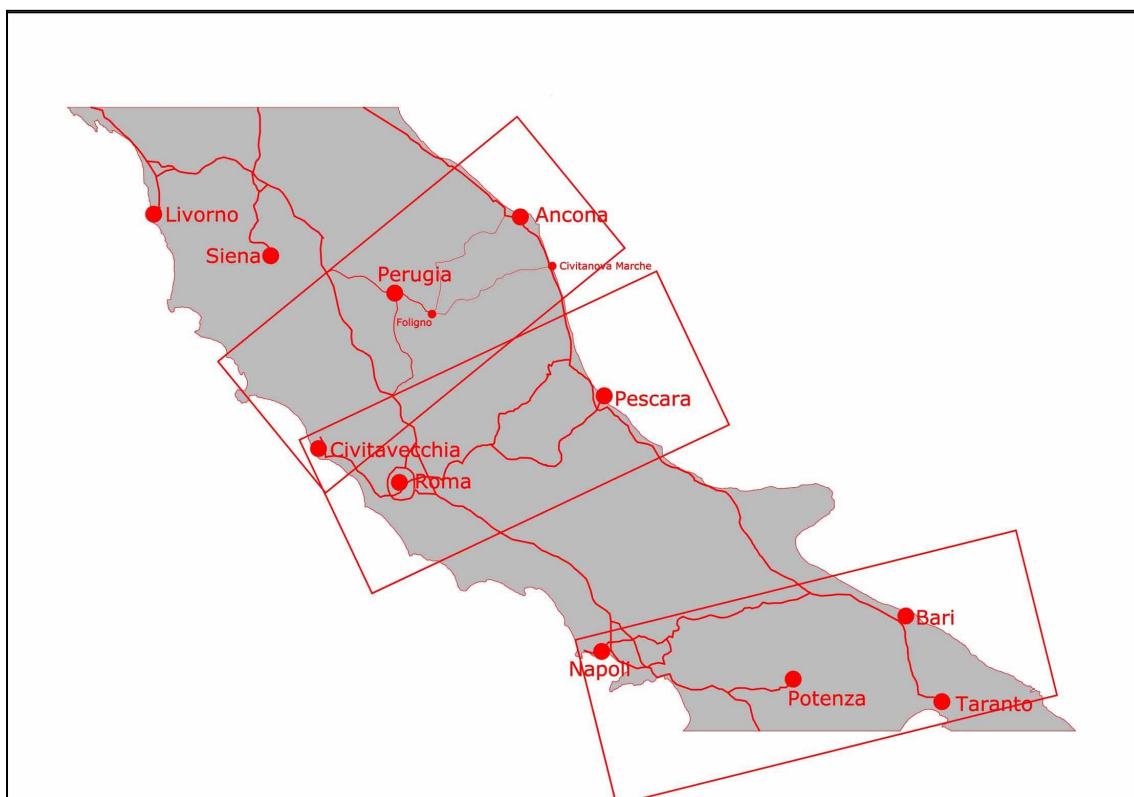 Livorno
Ancona
Siena
Civitanova Marche
Perugia
Foligno
Pescara
Civitavecchia
Roma
Bari
Napoli
Potenza
Taranto